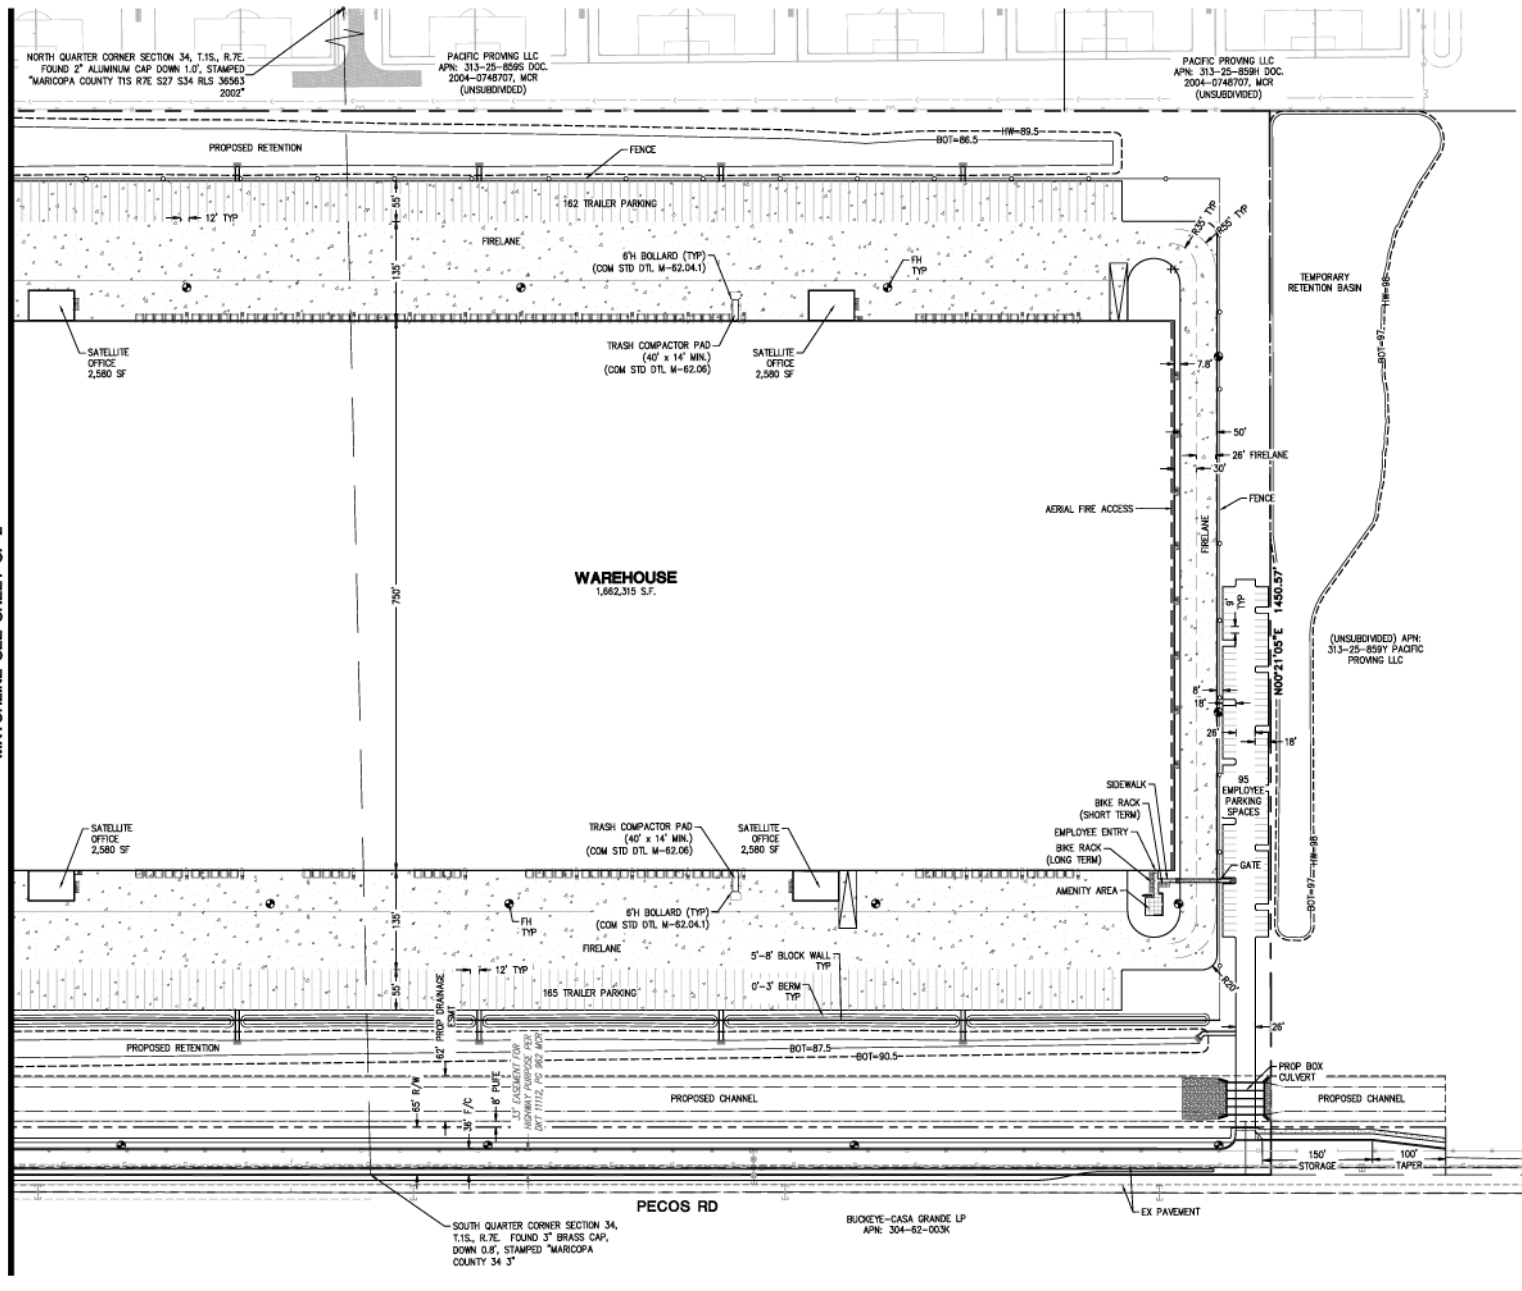 NORTH QUARTER CORNER SECTION 34, T.1S., R.7E.
FOUND 2" ALUMINUM CAP DOWN 1.0', STAMPED
"MARICOPA COUNTY T1S R7E S27 S34 RLS 36563
2002"
PACIFIC PROVING LLC
APN: 313-25-859S DOC.
2004-0748707, MCR
(UNSUBDIVIDED)
PACIFIC PROVING LLC
APN: 313-25-859H DOC.
2004-0748707, MCR
(UNSUBDIVIDED)
PROPOSED RETENTION
FENCE
HW=89.5
BOT=86.5
162 TRAILER PARKING
55'
12' TYP
R35' TYP
R55' TYP
FIRELANE
135'
6'H BOLLARD (TYP)
(COM STD DTL M-62.04.1)
FH
TYP
TEMPORARY
RETENTION BASIN
HW=98
BOT=97
SATELLITE
OFFICE
2,580 SF
TRASH COMPACTOR PAD
(40' x 14' MIN.)
(COM STD DTL M-62.06)
SATELLITE
OFFICE
2,580 SF
7.8'
50'
26' FIRELANE
30'
FENCE
AERIAL FIRE ACCESS
FIRELANE
WAREHOUSE
1,662,315 S.F.
750'
9'
TYP
N00°21'05"E 1450.57'
(UNSUBDIVIDED) APN:
313-25-859Y PACIFIC
PROVING LLC
8'
18'
26'
18'
95
EMPLOYEE
PARKING
SPACES
SIDEWALK
BIKE RACK
(SHORT TERM)
EMPLOYEE ENTRY
BIKE RACK
(LONG TERM)
AMENITY AREA
GATE
BOT=97
HW=98
SATELLITE
OFFICE
2,580 SF
TRASH COMPACTOR PAD
(40' x 14' MIN.)
(COM STD DTL M-62.06)
SATELLITE
OFFICE
2,580 SF
135'
6'H BOLLARD (TYP)
(COM STD DTL M-62.04.1)
FH
TYP
FIRELANE
5'-8' BLOCK WALL
TYP
0'-3' BERM
TYP
12' TYP
55'
165 TRAILER PARKING
R20'
26'
62' PROP DRAINAGE
ESMT
PROPOSED RETENTION
BOT=87.5
BOT=90.5
33' EASEMENT FOR
HIGHWAY PURPOSE PER
DKT 11112, PG 962 MCR
65' R/W
36' F/C
8' PUFE
PROPOSED CHANNEL
PROP BOX
CULVERT
PROPOSED CHANNEL
150'
STORAGE
100'
TAPER
PECOS RD
EX PAVEMENT
BUCKEYE-CASA GRANDE LP
APN: 304-62-003K
SOUTH QUARTER CORNER SECTION 34,
T.1S., R.7E. FOUND 3" BRASS CAP,
DOWN 0.8', STAMPED "MARICOPA
COUNTY 34 3"